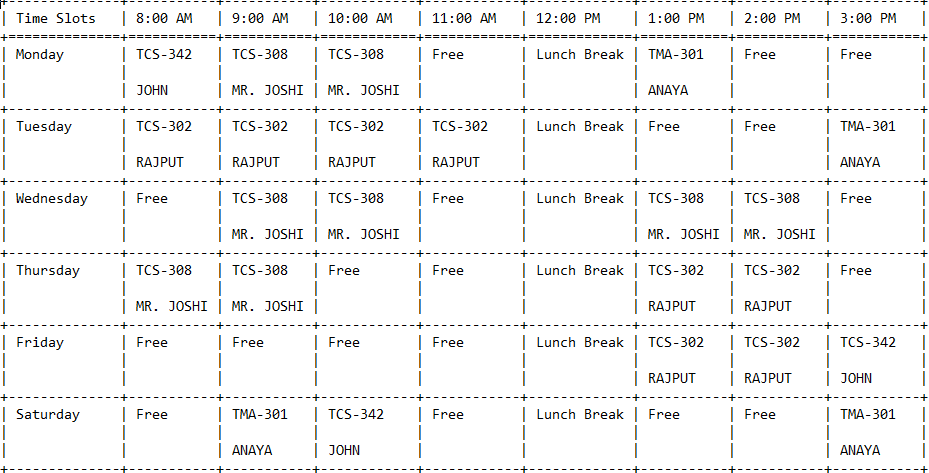 Time Slots 8:00 AM 9:00 AM 10:00 AM 11:00 AM 12:00 PM 1:00 PM 2:00 PM 3:00 PM
Monday TCS-342 TCS-308 TCS-308 Free Lunch Break TMA-301 Free Free
JOHN MR. JOSHI MR. JOSHI ANAYA
Tuesday TCS-302 TCS-302 TCS-302 TCS-302 Lunch Break Free Free TMA-301
RAJPUT RAJPUT RAJPUT RAJPUT ANAYA
Wednesday Free TCS-308 TCS-308 Free Lunch Break TCS-308 TCS-308 Free
MR. JOSHI MR. JOSHI MR. JOSHI MR. JOSHI
Thursday TCS-308 TCS-308 Free Free Lunch Break TCS-302 TCS-302 Free
MR. JOSHI MR. JOSHI RAJPUT RAJPUT
Friday Free Free Free Free Lunch Break TCS-302 TCS-302 TCS-342
RAJPUT RAJPUT JOHN
Saturday Free TMA-301 TCS-342 Free Lunch Break Free Free TMA-301
ANAYA JOHN ANAYA